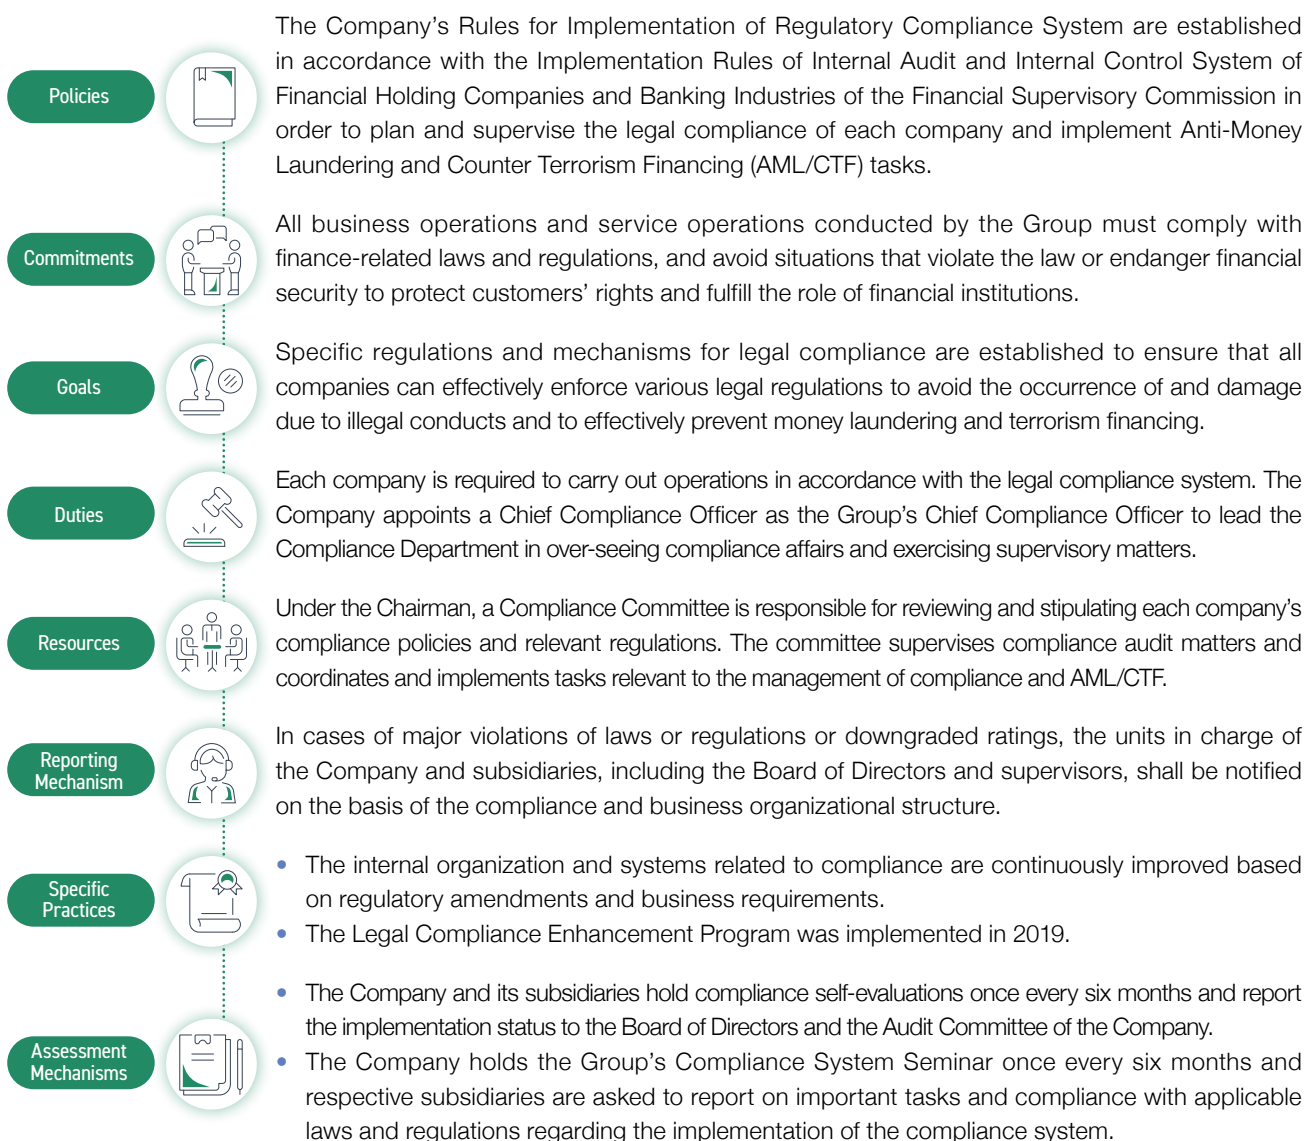 Policies
The Company’s Rules for Implementation of Regulatory Compliance System are established
in accordance with the Implementation Rules of Internal Audit and Internal Control System of
Financial Holding Companies and Banking Industries of the Financial Supervisory Commission in
order to plan and supervise the legal compliance of each company and implement Anti-Money
Laundering and Counter Terrorism Financing (AML/CTF) tasks.
Commitments
All business operations and service operations conducted by the Group must comply with
finance-related laws and regulations, and avoid situations that violate the law or endanger financial
security to protect customers’ rights and fulfill the role of financial institutions.
Goals
Specific regulations and mechanisms for legal compliance are established to ensure that all
companies can effectively enforce various legal regulations to avoid the occurrence of and damage
due to illegal conducts and to effectively prevent money laundering and terrorism financing.
Duties
Each company is required to carry out operations in accordance with the legal compliance system. The
Company appoints a Chief Compliance Officer as the Group’s Chief Compliance Officer to lead the
Compliance Department in over-seeing compliance affairs and exercising supervisory matters.
Resources
Under the Chairman, a Compliance Committee is responsible for reviewing and stipulating each company’s
compliance policies and relevant regulations. The committee supervises compliance audit matters and
coordinates and implements tasks relevant to the management of compliance and AML/CTF.
Reporting
Mechanism
In cases of major violations of laws or regulations or downgraded ratings, the units in charge of
the Company and subsidiaries, including the Board of Directors and supervisors, shall be notified
on the basis of the compliance and business organizational structure.
Specific
Practices
• The internal organization and systems related to compliance are continuously improved based
on regulatory amendments and business requirements.
• The Legal Compliance Enhancement Program was implemented in 2019.
Assessment
Mechanisms
• The Company and its subsidiaries hold compliance self-evaluations once every six months and report
the implementation status to the Board of Directors and the Audit Committee of the Company.
• The Company holds the Group’s Compliance System Seminar once every six months and
respective subsidiaries are asked to report on important tasks and compliance with applicable
laws and regulations regarding the implementation of the compliance system.